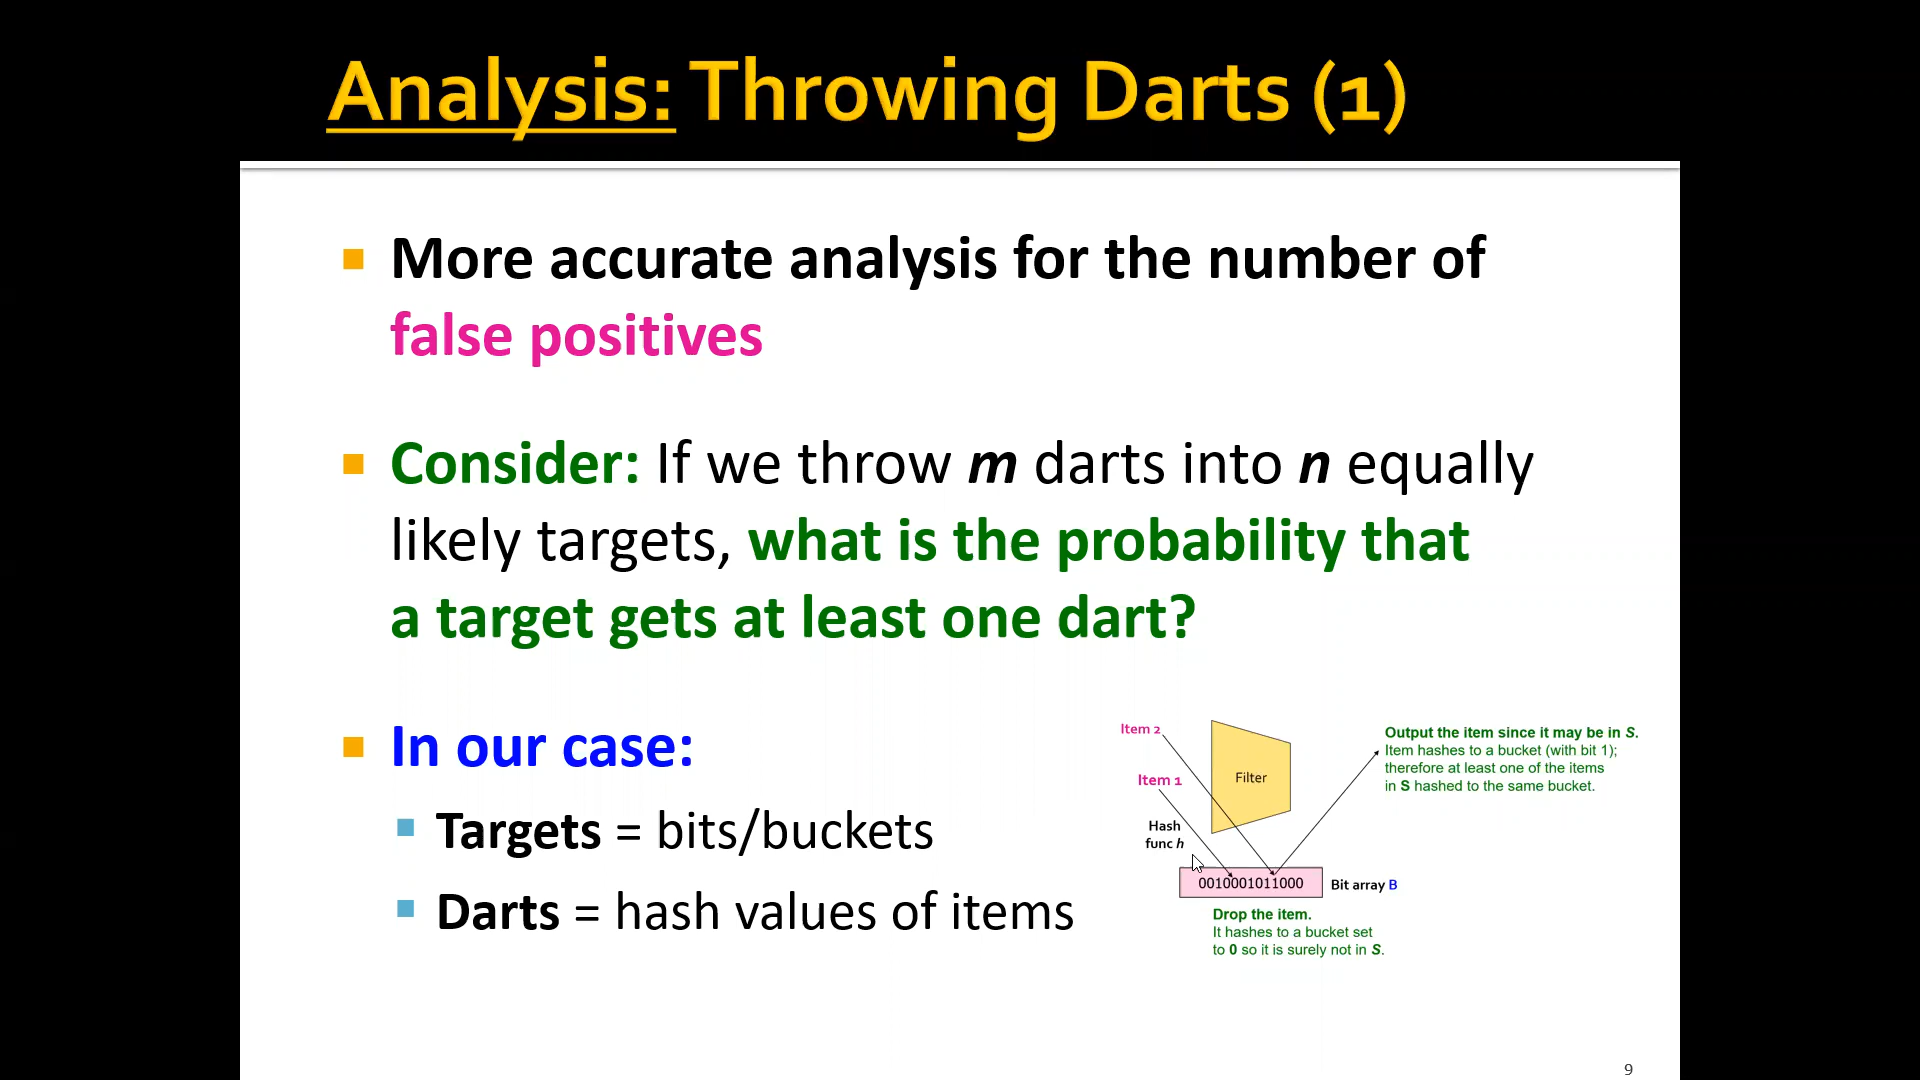 Analysis: Throwing Darts (1)
More accurate analysis for the number of
false positives
Consider: If we throw m darts into n equally
likely targets, what is the probability that
a target gets at least one dart?
In our case:
Targets = bits/buckets
Darts = hash values of items
Item 2
Item 1
Filter
Hash
func h
Output the item since it may be in S.
Item hashes to a bucket (with bit 1);
therefore at least one of the items
in S hashed to the same bucket.
0010001011000
Bit array B
Drop the item.
It hashes to a bucket set
to 0 so it is surely not in S.
9